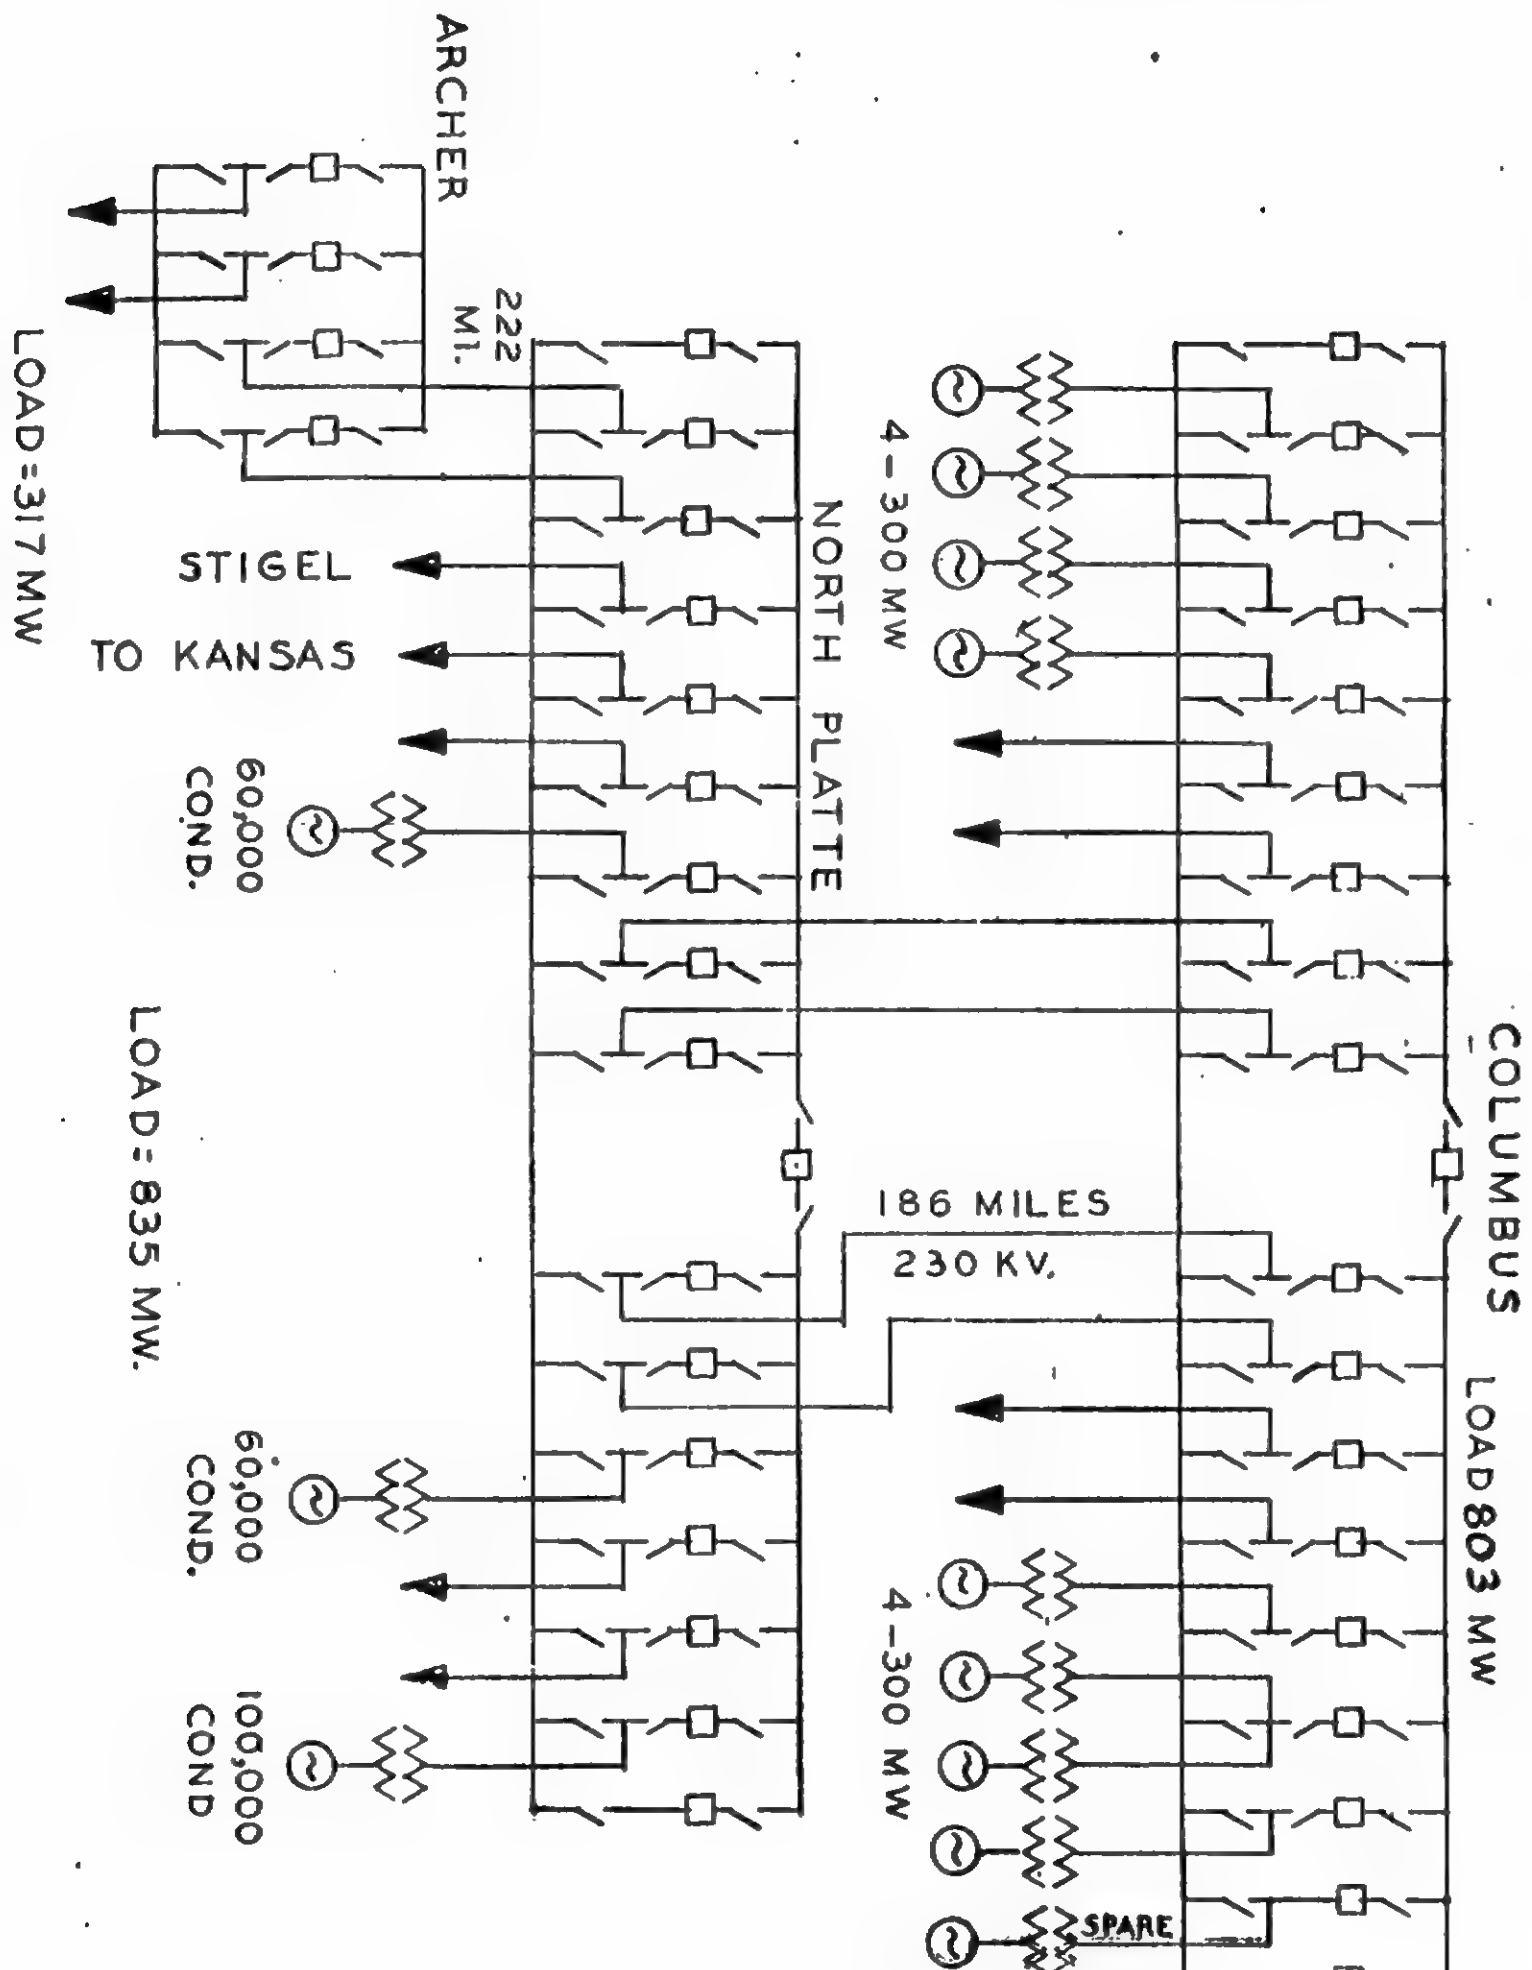 ARCHER
222
MI.
LOAD=317 MW
STIGEL
TO KANSAS
60,000
COND.
NORTH PLATTE
4-300 MW
COLUMBUS
LOAD 803 MW
186 MILES
230 KV.
LOAD=835 MW.
60,000
COND.
100,000
COND
4-300 MW
SPARE